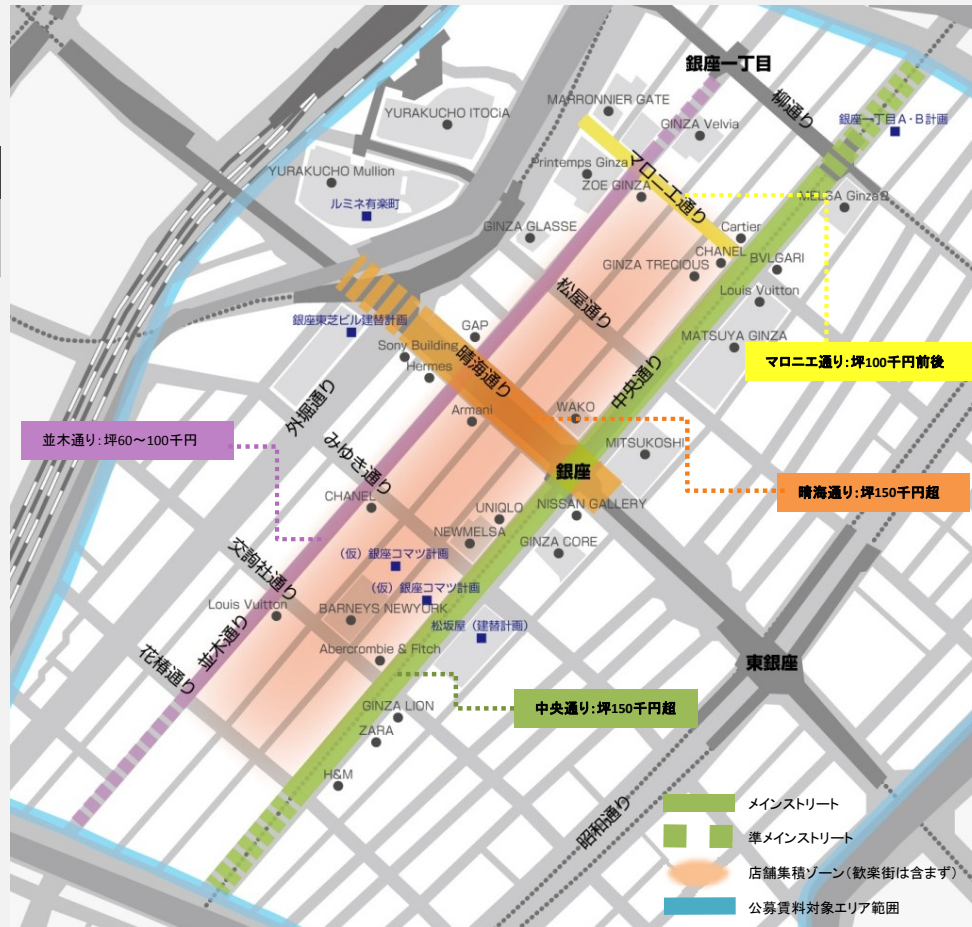 銀座一丁目
柳通り
MARRONNIER GATE
YURAKUCHO ITOCiA
GINZA Velvia
銀座一丁目A・B計画
Printemps Ginza
マロニエ通り
YURAKUCHO Mullion
ZOE GINZA
MELSA Ginza2
ルミネ有楽町
GINZA GLASSE
Cartier
CHANEL
BVLGARI
GINZA TRECIOUS
松屋通り
Louis Vuitton
銀座東芝ビル建替計画
GAP
MATSUYA GINZA
Sony Building
晴海通り
Hermes
中央通り
マロニエ通り:坪100千円前後
外堀通り
Armani
WAKO
並木通り:坪60～100千円
みゆき通り
MITSUKOSHI
銀座
晴海通り:坪150千円超
CHANEL
UNIQLO
NISSAN GALLERY
NEWMELSA
GINZA CORE
(仮)銀座コマツ計画
交詢社通り
(仮)銀座コマツ計画
Louis Vuitton
BARNEYS NEWYORK
並木通り
松坂屋(建替計画)
花椿通り
Abercrombie & Fitch
東銀座
GINZA LION
中央通り:坪150千円超
ZARA
H&M
昭和通り
メインストリート
準メインストリート
店舗集積ゾーン(歓楽街は含まず)
公募賃料対象エリア範囲